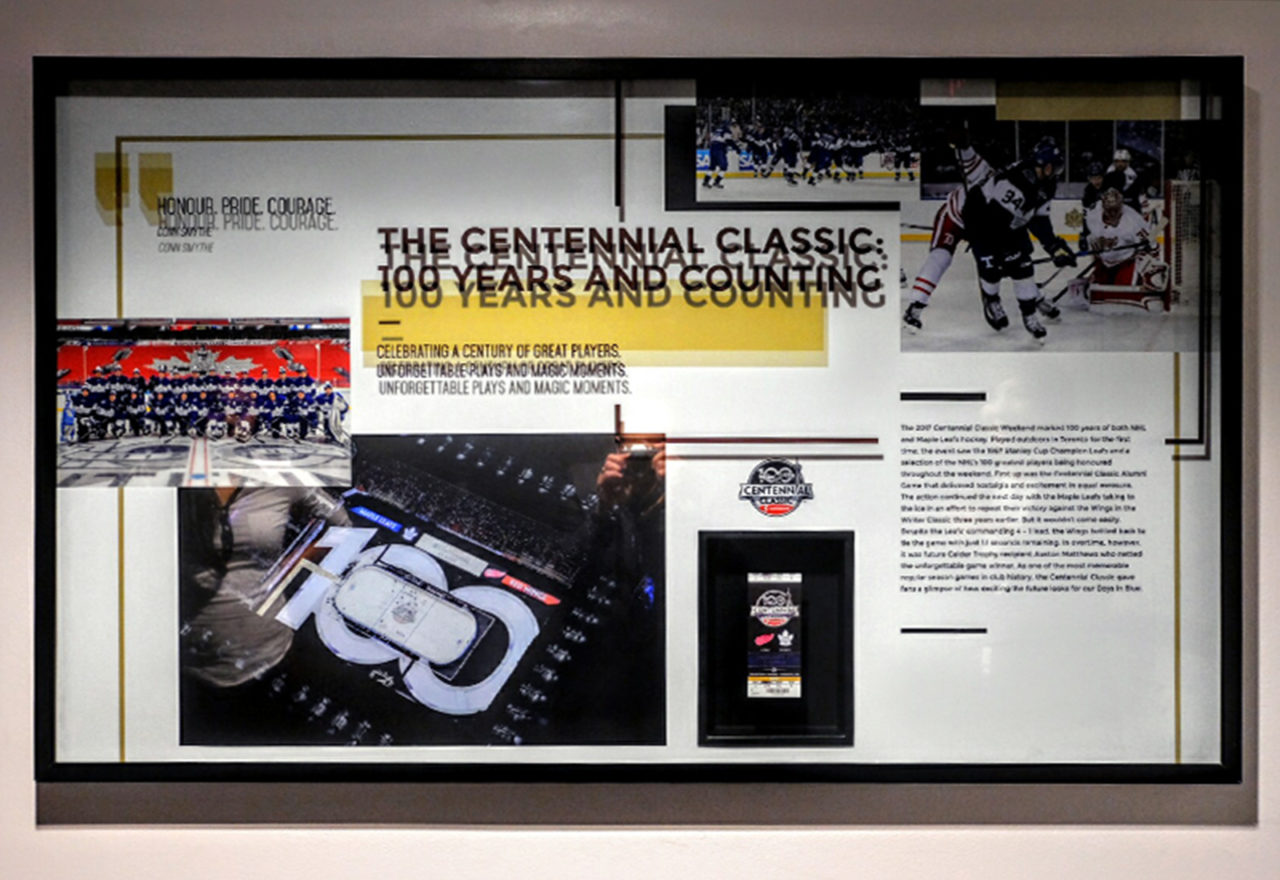 HONOUR. PRIDE. COURAGE.
CONN SMYTHE
THE CENTENNIAL CLASSIC:
100 YEARS AND COUNTING
CELEBRATING A CENTURY OF GREAT PLAYERS,
UNFORGETTABLE PLAYS AND MAGIC MOMENTS.
34
MAPLE LEAFS
RED WINGS
100
CENTENNIAL
CLASSIC
100
CENTENNIAL
The 2017 Centennial Classic Weekend marked 100 years of both NHL
and Maple Leafs hockey. Played outdoors in Toronto for the first
time, the event saw the 1967 Stanley Cup Champion Leafs and a
selection of the NHL's 100 greatest players being honoured
throughout the weekend. First up was the Centennial Classic Alumni
Game that delivered nostalgia and excitement in equal measure.
The action continued the next day with the Maple Leafs taking to
the ice in an effort to repeat their victory against the Wings in the
Winter Classic three years earlier. But it wouldn't come easily.
Despite the Leafs' commanding 4 - 1 lead, the Wings battled back to
tie the game with just 1.1 seconds remaining. In overtime, however,
it was future Calder Trophy recipient Auston Matthews who netted
the unforgettable game winner. As one of the most memorable
regular season games in club history, the Centennial Classic gave
fans a glimpse of how exciting the future looks for our Boys in Blue.